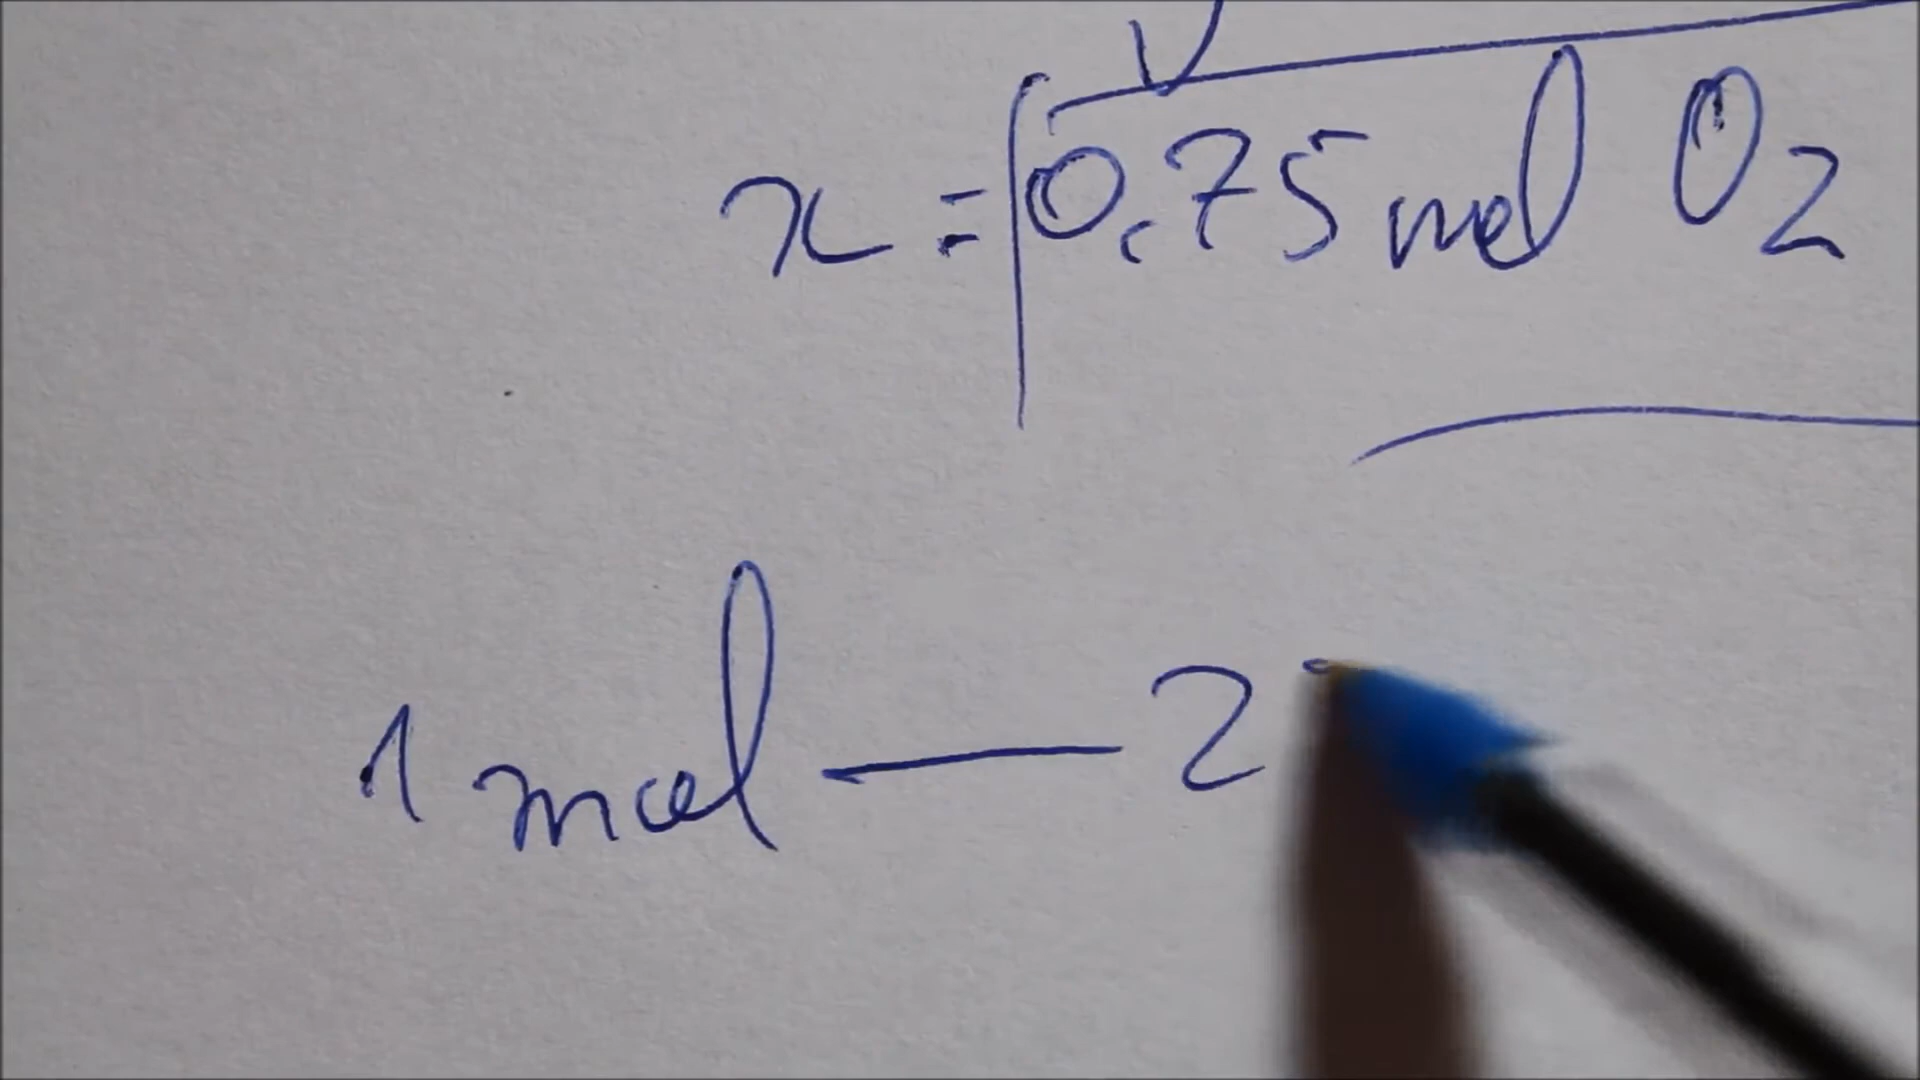 x = 0.75 mol O2
1 mol — 2